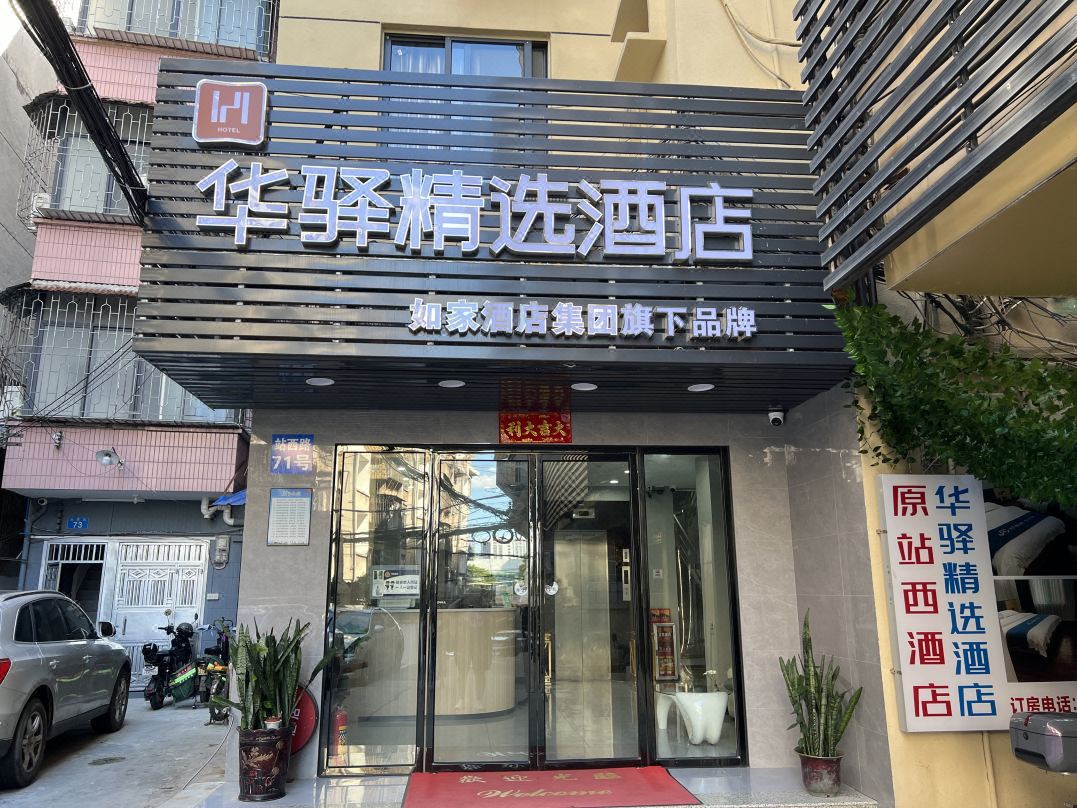 HOTEL
华驿精选酒店
如家酒店集团旗下品牌
大吉大利
站西路
71号
73
华驿精选酒店
原站西酒店
订房电话:
歡迎光臨
Welcome